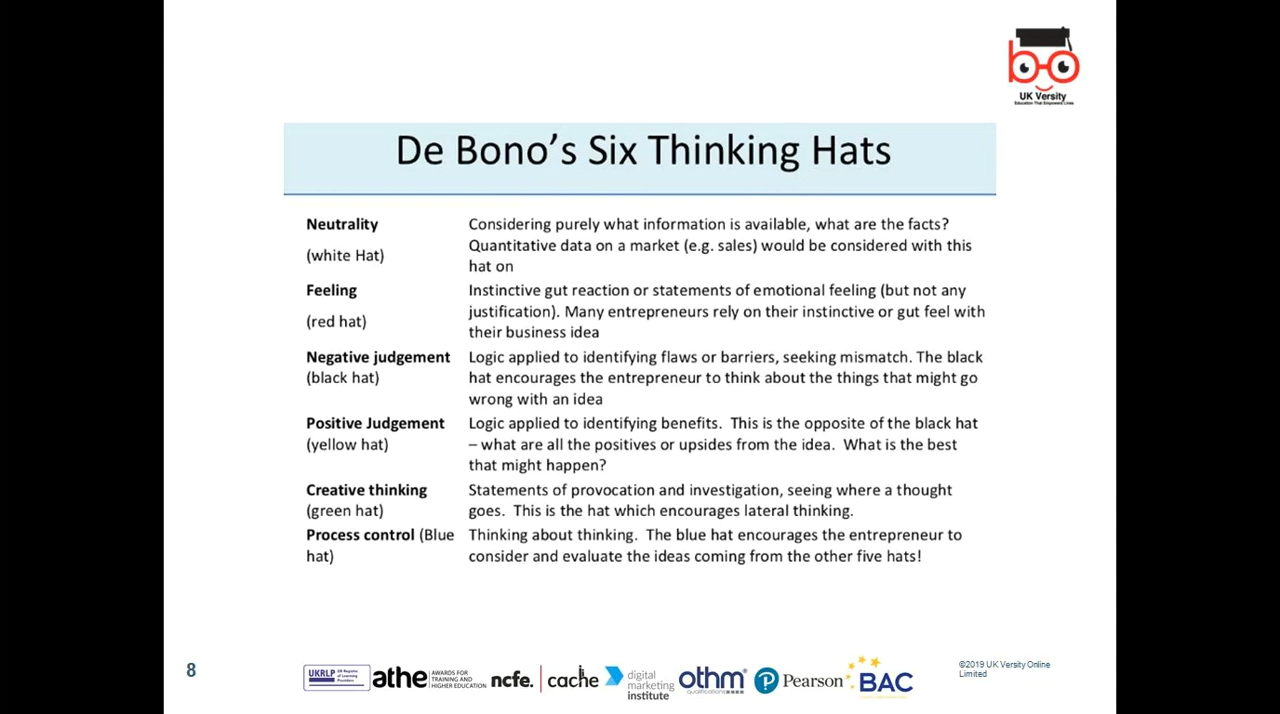 UK Versity
Education That Empowers Lives
De Bono's Six Thinking Hats
Neutrality
(white Hat)
Considering purely what information is available, what are the facts?
Quantitative data on a market (e.g. sales) would be considered with this
hat on
Feeling
(red hat)
Instinctive gut reaction or statements of emotional feeling (but not any
justification). Many entrepreneurs rely on their instinctive or gut feel with
their business idea
Negative judgement
(black hat)
Logic applied to identifying flaws or barriers, seeking mismatch. The black
hat encourages the entrepreneur to think about the things that might go
wrong with an idea
Positive Judgement
(yellow hat)
Logic applied to identifying benefits.  This is the opposite of the black hat
– what are all the positives or upsides from the idea.  What is the best
that might happen?
Creative thinking
(green hat)
Statements of provocation and investigation, seeing where a thought
goes.  This is the hat which encourages lateral thinking.
Process control (Blue
hat)
Thinking about thinking.  The blue hat encourages the entrepreneur to
consider and evaluate the ideas coming from the other five hats!
8
UKRLP
UK Register
of Learning
Providers
athe
AWARDS FOR
TRAINING AND
HIGHER EDUCATION
ncfe.
cache
digital
marketing
institute
othm
qualifications
Pearson
BAC
©2019 UK Versity Online
Limited